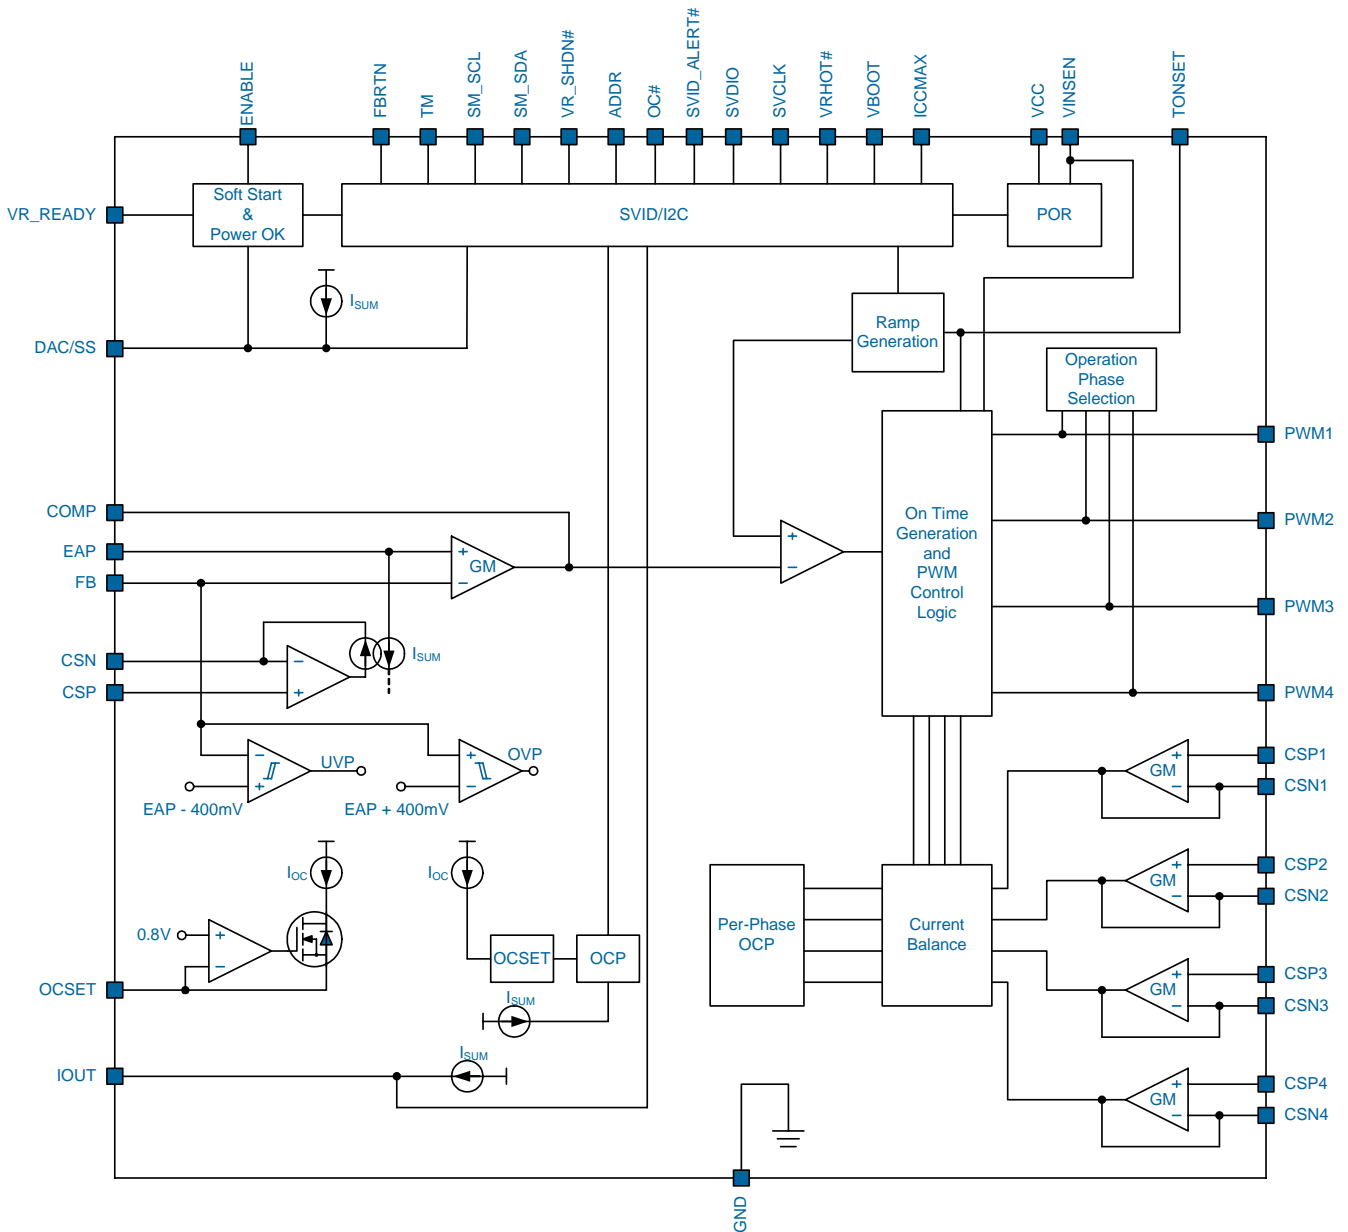 ENABLE
FBRTN
TM
SM_SCL
SM_SDA
VR_SHDN#
ADDR
OC#
SVID_ALERT#
SVDIO
SVCLK
VRHOT#
VBOOT
ICCMAX
VCC
VINSEN
TONSET
VR_READY
Soft Start
&
Power OK
SVID/I2C
POR
ISUM
DAC/SS
Ramp
Generation
Operation
Phase
Selection
PWM1
COMP
EAP
FB
+
−
GM
+
−
On Time
Generation
and
PWM
Control
Logic
PWM2
PWM3
CSN
CSP
−
+
ISUM
PWM4
−
+
UVP
EAP - 400mV
+
−
OVP
EAP + 400mV
GM
+
−
CSP1
CSN1
IOC
IOC
GM
+
−
CSP2
CSN2
0.8V
+
−
OCSET
OCSET
OCP
Per-Phase
OCP
Current
Balance
GM
+
−
CSP3
CSN3
ISUM
IOUT
ISUM
GM
+
−
CSP4
CSN4
GND